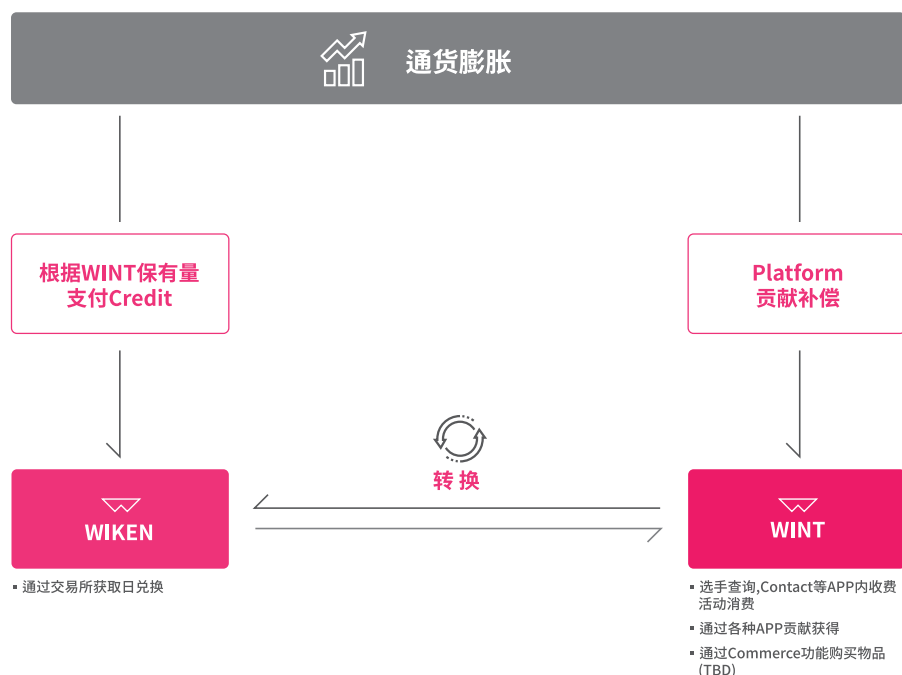 通货膨胀
根据WINT保有量
支付Credit
Platform
贡献补偿
转换
WIKEN
WINT
▪ 通过交易所获取日兑换
▪ 选手查询,Contact等APP内收费
活动消费
▪ 通过各种APP贡献获得
▪ 通过Commerce功能购买物品
(TBD)